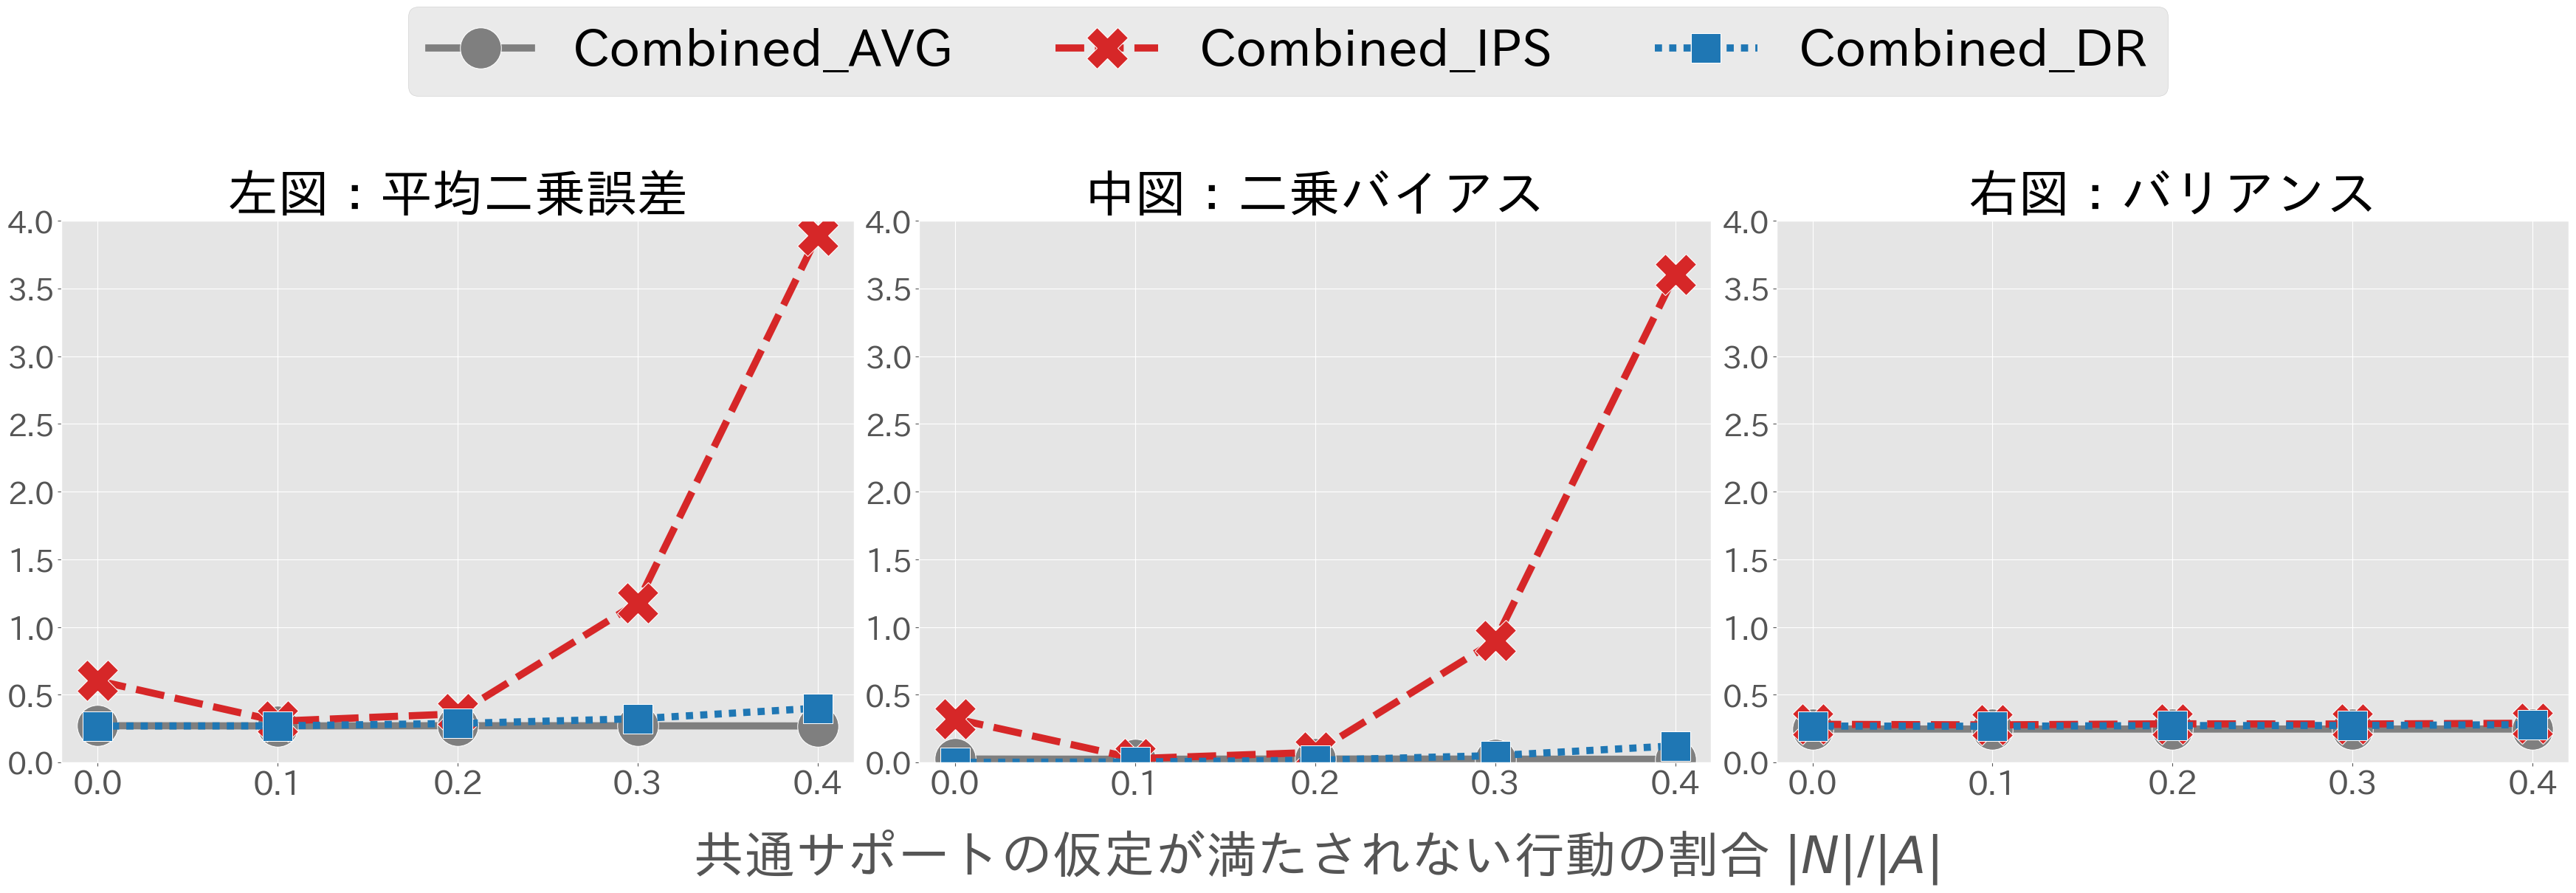 Combined_AVG Combined_IPS Combined_DR
左図：平均二乗誤差 中図：二乗バイアス 右図：バリアンス
4.0 4.0 4.0
3.5 3.5 3.5
3.0 3.0 3.0
2.5 2.5 2.5
2.0 2.0 2.0
1.5 1.5 1.5
1.0 1.0 1.0
0.5 0.5 0.5
0.0 0.0 0.0
0.0 0.1 0.2 0.3 0.4 0.0 0.1 0.2 0.3 0.4 0.0 0.1 0.2 0.3 0.4
共通サポートの仮定が満たされない行動の割合 |N|/|A|